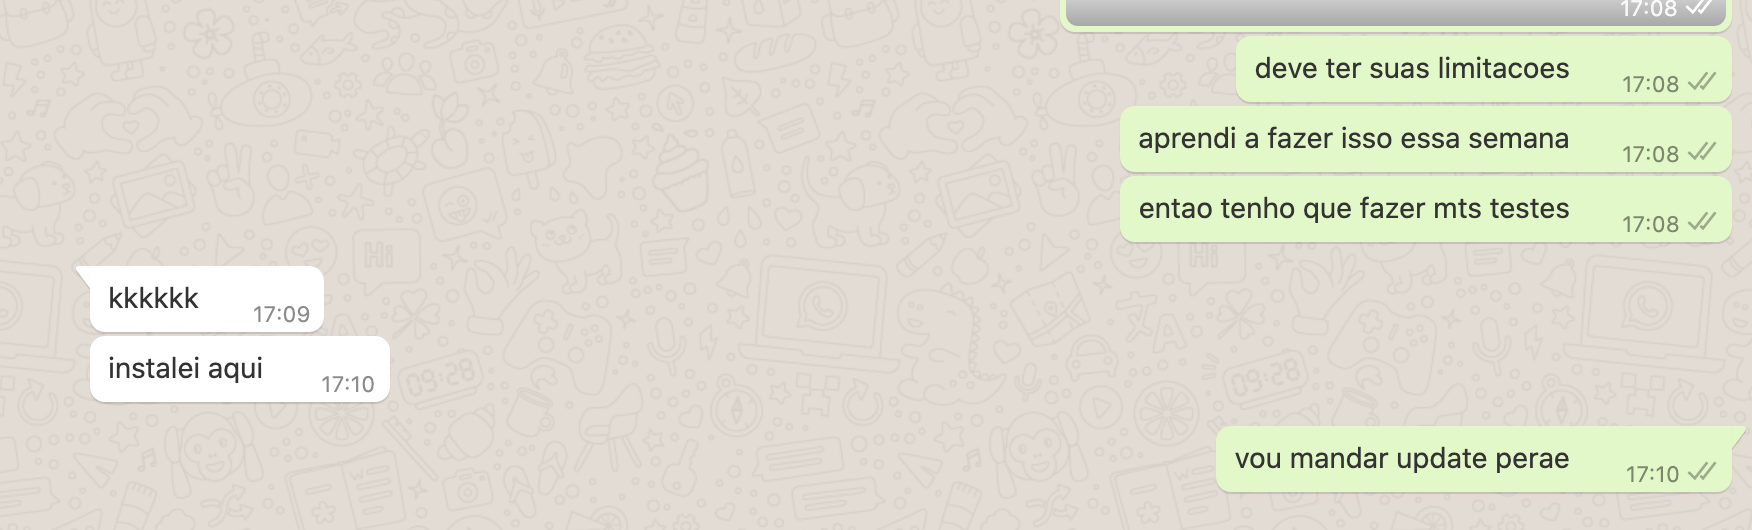 17:08
deve ter suas limitacoes
17:08
aprendi a fazer isso essa semana
17:08
entao tenho que fazer mts testes
17:08
kkkkkk
17:09
instalei aqui
17:10
vou mandar update perae
17:10